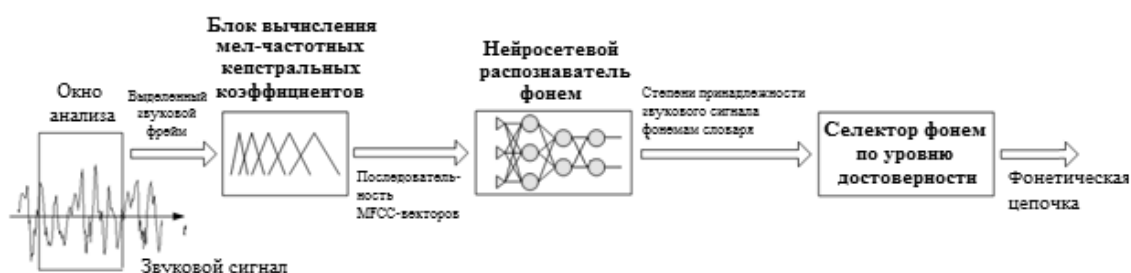 Окно
анализа
Звуковой сигнал
t
Выделенный
звуковой
фрейм
Блок вычисления
мел-частотных
кепстральных
коэффициентов
Последователь-
ность
MFCC-векторов
Нейросетевой
распознаватель
фонем
Степени принадлежности
звукового сигнала
фонемам словаря
Селектор фонем
по уровню
достоверности
Фонетическая
цепочка